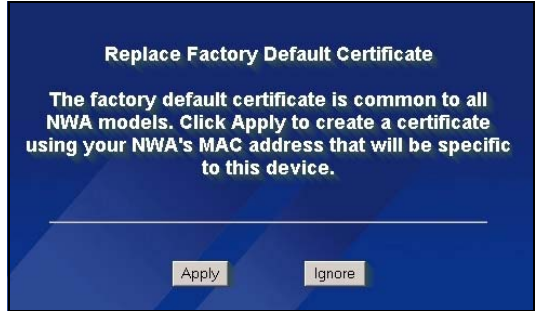 Replace Factory Default Certificate
The factory default certificate is common to all
NWA models. Click Apply to create a certificate
using your NWA's MAC address that will be specific
to this device.
Apply Ignore